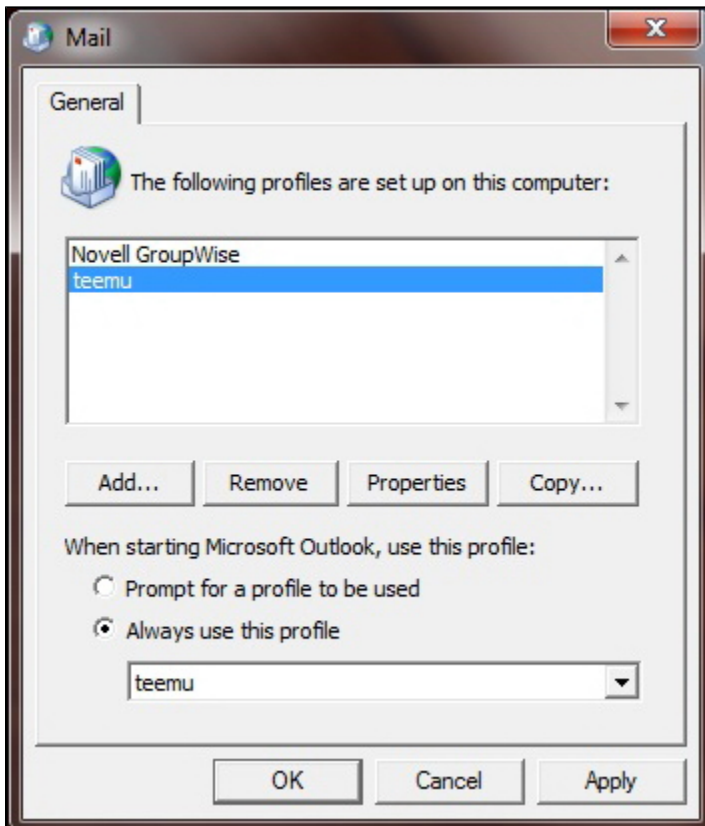 Mail
General
The following profiles are set up on this computer:
Novell GroupWise
teemu
Add... Remove Properties Copy...
When starting Microsoft Outlook, use this profile:
Prompt for a profile to be used
Always use this profile
teemu
OK Cancel Apply